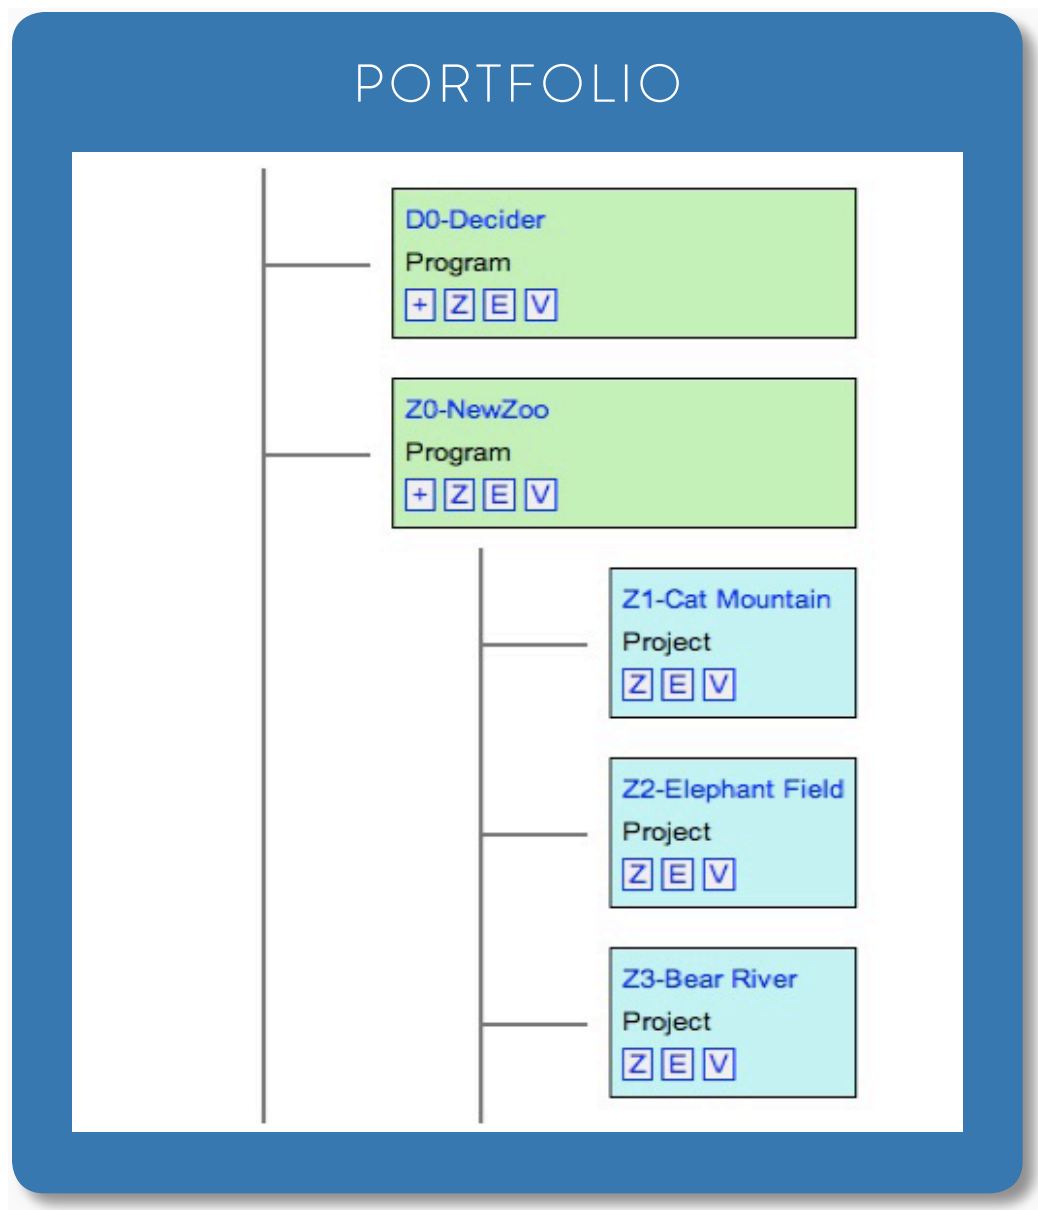 PORTFOLIO
D0-Decider
Program
+ Z E V
Z0-NewZoo
Program
+ Z E V
Z1-Cat Mountain
Project
Z E V
Z2-Elephant Field
Project
Z E V
Z3-Bear River
Project
Z E V